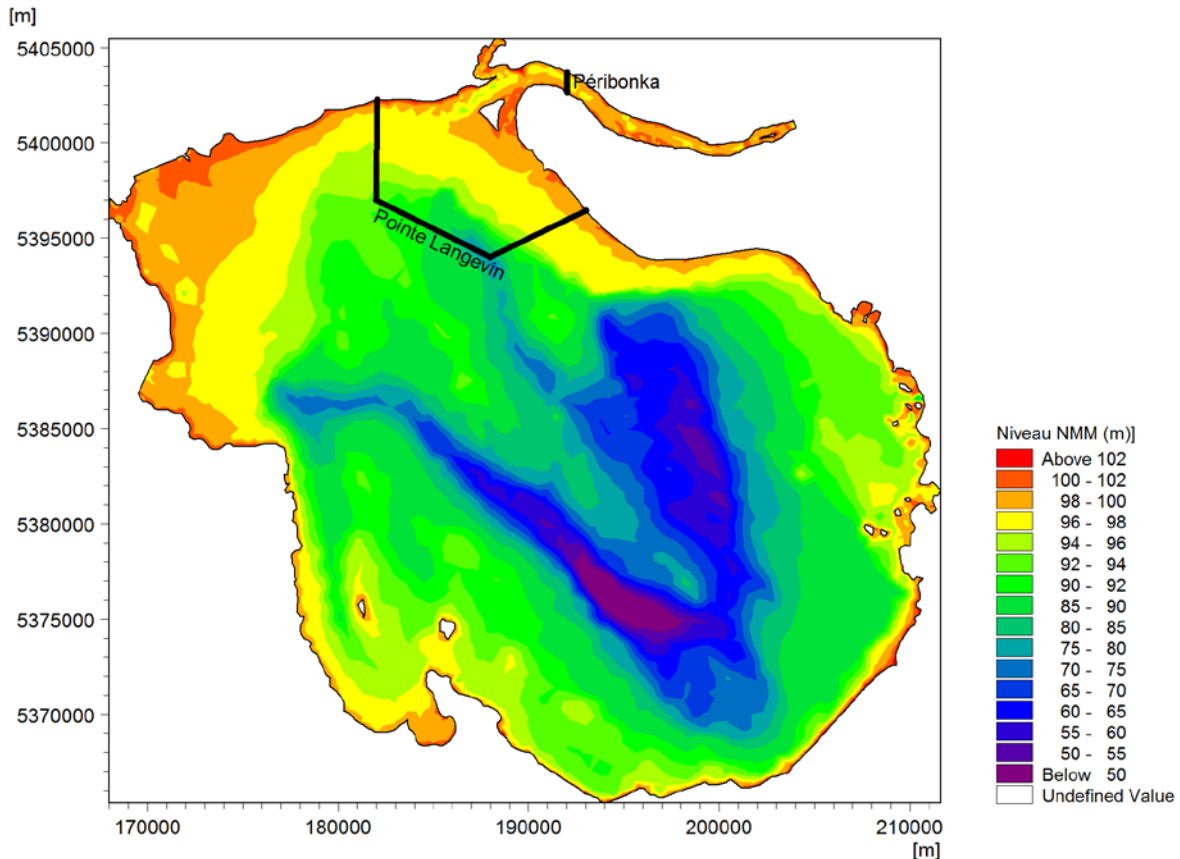 [m]
5405000
Péribonka
5400000
5395000
Pointe Langevin
5390000
5385000
5380000
5375000
5370000
170000 180000 190000 200000 210000
[m]
Niveau NMM (m)]
Above 102
100 - 102
98 - 100
96 - 98
94 - 96
92 - 94
90 - 92
85 - 90
80 - 85
75 - 80
70 - 75
65 - 70
60 - 65
55 - 60
50 - 55
Below 50
Undefined Value